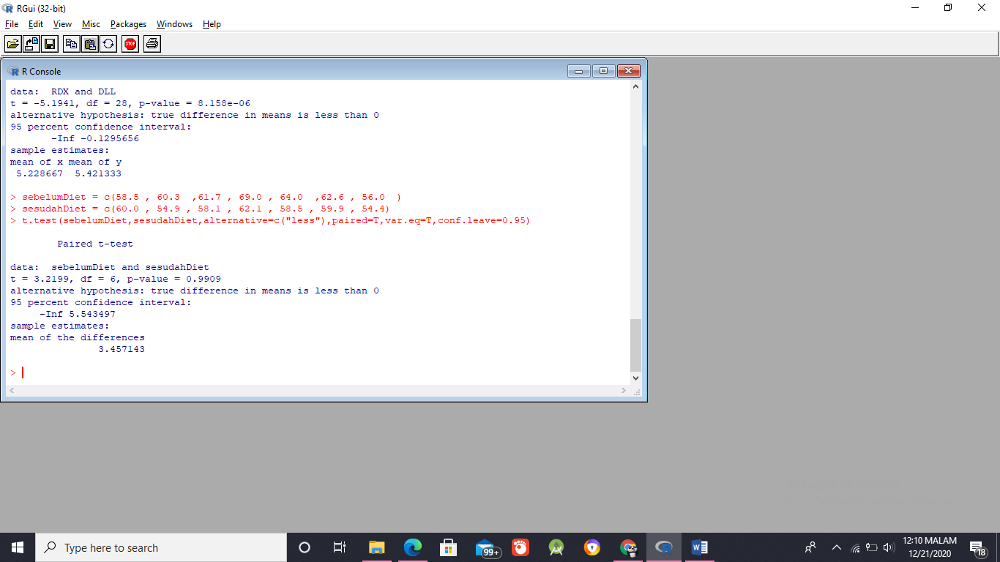 RGui (32-bit)
File Edit View Misc Packages Windows Help
STOP
R Console
data:  RDX and DLL
t = -5.1941, df = 28, p-value = 8.158e-06
alternative hypothesis: true difference in means is less than 0
95 percent confidence interval:
       -Inf -0.1295656
sample estimates:
mean of x mean of y
 5.228667  5.421333
> sebelumDiet = c(58.5 , 60.3  ,61.7 , 69.0 , 64.0  ,62.6 , 56.0  )
> sesudahDiet = c(60.0 , 54.9 , 58.1 , 62.1 , 58.5 , 59.9 , 54.4)
> t.test(sebelumDiet,sesudahDiet,alternative=c("less"),paired=T,var.eq=T,conf.leave=0.95)
        Paired t-test
data:  sebelumDiet and sesudahDiet
t = 3.2199, df = 6, p-value = 0.9909
alternative hypothesis: true difference in means is less than 0
95 percent confidence interval:
     -Inf 5.543497
sample estimates:
mean of the differences
               3.457143
>
Type here to search
99+
12:10 MALAM
12/21/2020
18